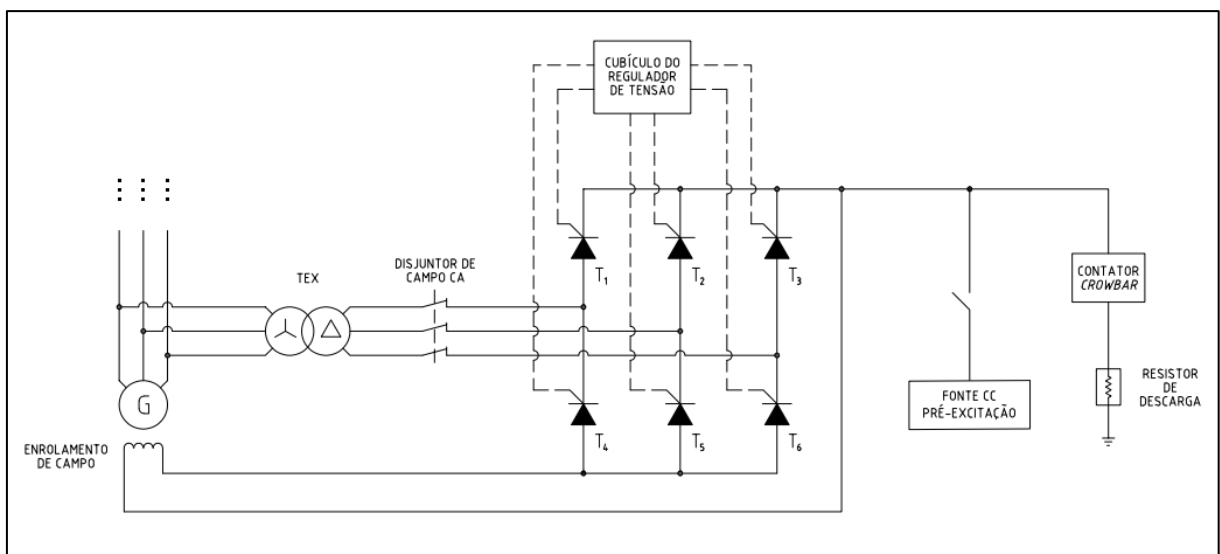 CUBÍCULO DO
REGULADOR
DE TENSÃO
TEX
DISJUNTOR DE
CAMPO CA
T1
T2
T3
CONTATOR
CROWBAR
G
FONTE CC
PRÉ-EXCITAÇÃO
RESISTOR
DE
DESCARGA
ENROLAMENTO
DE CAMPO
T4
T5
T6